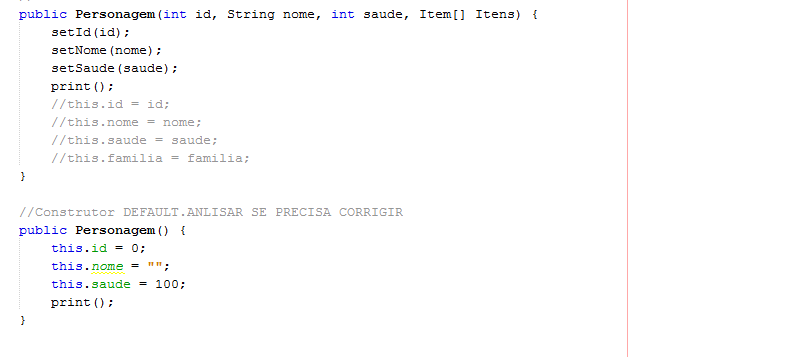 public Personagem(int id, String nome, int saude, Item[] Itens) {
setId(id);
setNome(nome);
setSaude(saude);
print();
//this.id = id;
//this.nome = nome;
//this.saude = saude;
//this.familia = familia;
}
//Construtor DEFAULT.ANLISAR SE PRECISA CORRIGIR
public Personagem() {
this.id = 0;
this.nome = "";
this.saude = 100;
print();
}